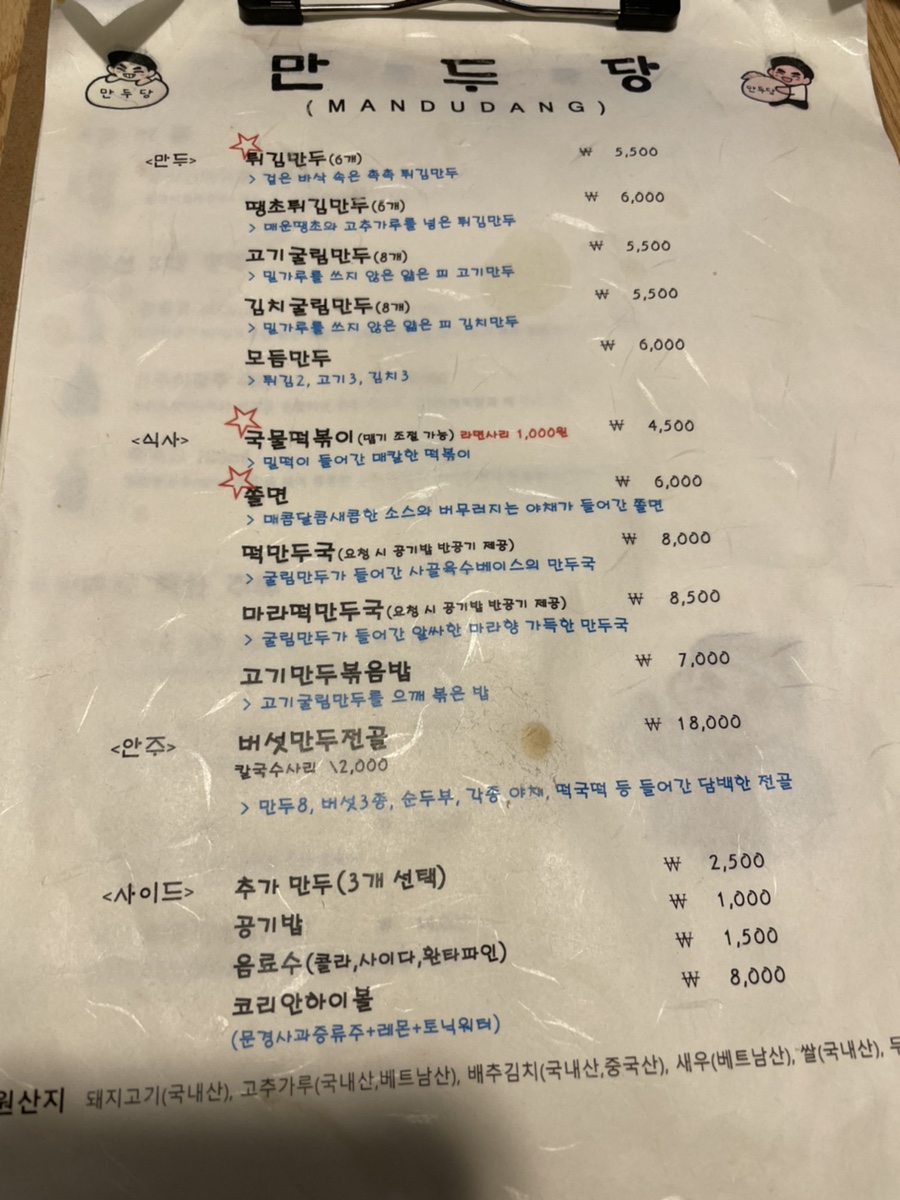 만두당
만두당
만두당
(MANDUDANG)
<만두>
튀김만두(6개) ₩ 5,500
> 겉은 바삭 속은 촉촉 튀김만두
땡초튀김만두(6개) ₩ 6,000
> 매운땡초와 고추가루를 넣은 튀김만두
고기굴림만두(8개) ₩ 5,500
> 밀가루를 쓰지 않은 얇은 피 고기만두
김치굴림만두(8개) ₩ 5,500
> 밀가루를 쓰지 않은 얇은 피 김치만두
모듬만두 ₩ 6,000
> 튀김2, 고기3, 김치3
<식사>
국물떡볶이(맵기 조절 가능) 라면사리 1,000원 ₩ 4,500
> 밀떡이 들어간 매칼한 떡볶이
쫄면 ₩ 6,000
> 매콤달콤새콤한 소스와 버무러지는 야채가 들어간 쫄면
떡만두국(요청 시 공기밥 반공기 제공) ₩ 8,000
> 굴림만두가 들어간 사골육수베이스의 만두국
마라떡만두국(요청 시 공기밥 반공기 제공) ₩ 8,500
> 굴림만두가 들어간 알싸한 마라향 가득한 만두국
고기만두볶음밥 ₩ 7,000
> 고기굴림만두를 으깨 볶은 밥
<안주>
버섯만두전골 ₩ 18,000
칼국수사리 \2,000
> 만두8, 버섯3종, 순두부, 각종 야채, 떡국떡 등 들어간 담백한 전골
<사이드>
추가 만두(3개 선택) ₩ 2,500
공기밥 ₩ 1,000
음료수(콜라,사이다,환타파인) ₩ 1,500
코리안하이볼 ₩ 8,000
(문경사과증류주+레몬+토닉워터)
원산지 돼지고기(국내산), 고추가루(국내산,베트남산), 배추김치(국내산,중국산), 새우(베트남산), 쌀(국내산),